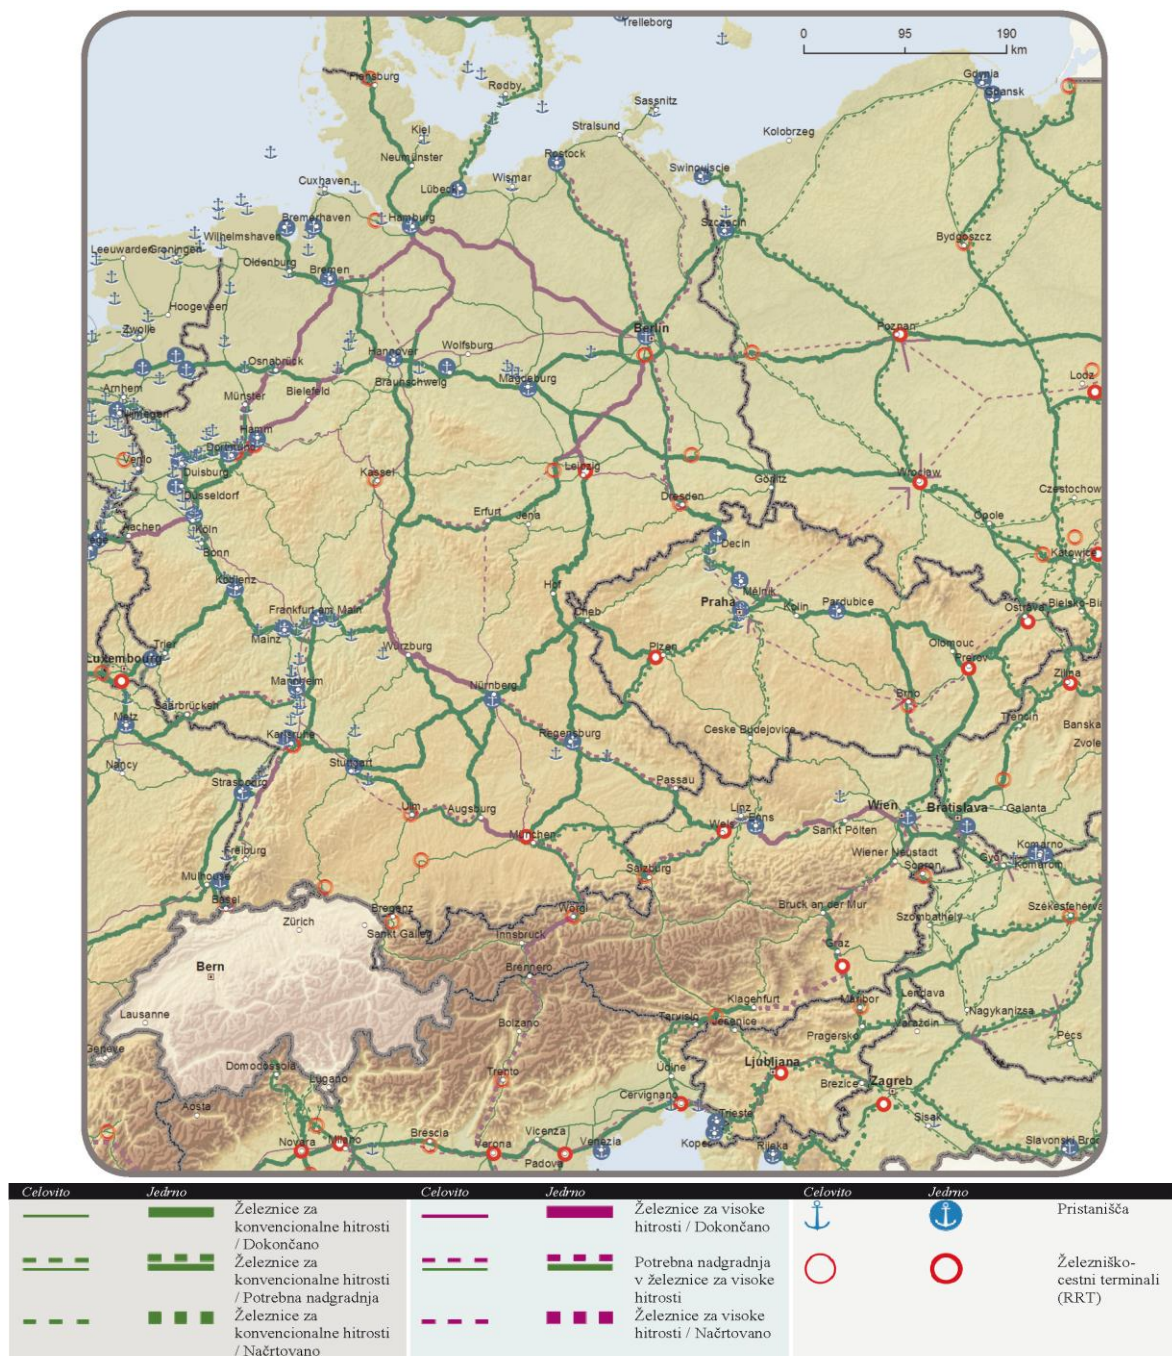 Trelleborg
0 95 190
km
Flensburg
Rødby
Sassnitz
Gdynia
Gdansk
Kiel
Stralsund
Kolobrzeg
Neumünster
Rostock
Swinoujscie
Cuxhaven
Lübeck
Wismar
Bremerhaven
Hamburg
Szczecin
Wilhelmshaven
Bydgoszcz
Leeuwarden
Groningen
Oldenburg
Bremen
Hoogeveen
Zwolle
Berlin
Poznan
Hannover
Wolfsburg
Osnabrück
Braunschweig
Magdeburg
Lodz
Arnhem
Münster
Bielefeld
Nijmegen
Hamm
Dortmund
Venlo
Duisburg
Kassel
Leipzig
Wroclaw
Görlitz
Düsseldorf
Dresden
Czestochow
Aachen
Köln
Erfurt
Jena
Opole
Bonn
Decin
Katowice
Koblenz
Hof
Melnik
Frankfurt am Main
Cheb
Praha
Kolin
Pardubice
Ostrava
Bielsko-Bia
Mainz
Trier
Würzburg
Plzen
Olomouc
Luxembourg
Prerov
Zilina
Mannheim
Nürnberg
Saarbrücken
Brno
Metz
Trencin
Banska
Karlsruhe
Regensburg
Ceske Budejovice
Zvole
Nancy
Stuttgart
Strasbourg
Passau
Ulm
Augsburg
Linz
Enns
Wien
Bratislava
Galanta
München
Wels
Sankt Pölten
Freiburg
Wiener Neustadt
Komarno
Györ
Komarom
Mulhouse
Salzburg
Sopron
Basel
Zürich
Bregenz
Wörgl
Bruck an der Mur
Székesfehérva
Sankt Gallen
Szombathely
Innsbruck
Graz
Bern
Brennero
Lausanne
Klagenfurt
Maribor
Lendava
Nagykanizsa
Bolzano
Tarvisio
Jesenice
Pragersko
Varaždin
Pécs
Geneve
Domodossola
Trento
Udine
Ljubljana
Brezice
Zagreb
Lugano
Aosta
Cervignano
Trieste
Sisak
Novara
Milano
Brescia
Verona
Vicenza
Padova
Venezia
Koper
Rijeka
Slavonski Brod
Celovito Jedrno Celovito Jedrno Celovito Jedrno
Železnice za
konvencionalne hitrosti
/ Dokončano
Železnice za
konvencionalne hitrosti
/ Potrebna nadgradnja
Železnice za
konvencionalne hitrosti
/ Načrtovano
Železnice za visoke
hitrosti / Dokončano
Potrebna nadgradnja
v železnice za visoke
hitrosti
Železnice za visoke
hitrosti / Načrtovano
Pristanišča
Železniško-
cestni terminali
(RRT)